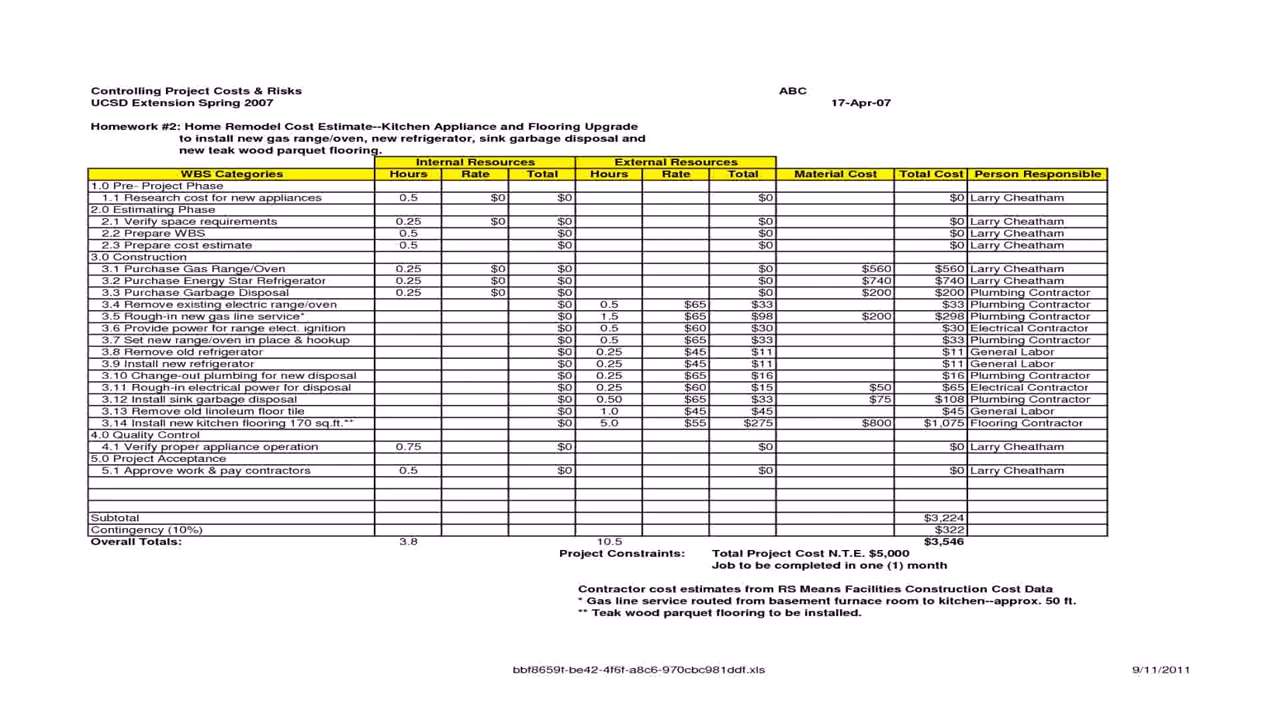 Controlling Project Costs & Risks ABC
UCSD Extension Spring 2007 17-Apr-07
Homework #2: Home Remodel Cost Estimate--Kitchen Appliance and Flooring Upgrade
to install new gas range/oven, new refrigerator, sink garbage disposal and
new teak wood parquet flooring.
Internal Resources External Resources
WBS Categories Hours Rate Total Hours Rate Total Material Cost Total Cost Person Responsible
1.0 Pre- Project Phase
1.1 Research cost for new appliances 0.5 $0 $0 $0 $0 Larry Cheatham
2.0 Estimating Phase
2.1 Verify space requirements 0.25 $0 $0 $0 $0 Larry Cheatham
2.2 Prepare WBS 0.5 $0 $0 $0 Larry Cheatham
2.3 Prepare cost estimate 0.5 $0 $0 $0 Larry Cheatham
3.0 Construction
3.1 Purchase Gas Range/Oven 0.25 $0 $0 $0 $560 $560 Larry Cheatham
3.2 Purchase Energy Star Refrigerator 0.25 $0 $0 $0 $740 $740 Larry Cheatham
3.3 Purchase Garbage Disposal 0.25 $0 $0 $0 $200 $200 Plumbing Contractor
3.4 Remove existing electric range/oven $0 0.5 $65 $33 $33 Plumbing Contractor
3.5 Rough-in new gas line service* $0 1.5 $65 $98 $200 $298 Plumbing Contractor
3.6 Provide power for range elect. ignition $0 0.5 $60 $30 $30 Electrical Contractor
3.7 Set new range/oven in place & hookup $0 0.5 $65 $33 $33 Plumbing Contractor
3.8 Remove old refrigerator $0 0.25 $45 $11 $11 General Labor
3.9 Install new refrigerator $0 0.25 $45 $11 $11 General Labor
3.10 Change-out plumbing for new disposal $0 0.25 $65 $16 $16 Plumbing Contractor
3.11 Rough-in electrical power for disposal $0 0.25 $60 $15 $50 $65 Electrical Contractor
3.12 Install sink garbage disposal $0 0.50 $65 $33 $75 $108 Plumbing Contractor
3.13 Remove old linoleum floor tile $0 1.0 $45 $45 $45 General Labor
3.14 Install new kitchen flooring 170 sq.ft.** $0 5.0 $55 $275 $800 $1,075 Flooring Contractor
4.0 Quality Control
4.1 Verify proper appliance operation 0.75 $0 $0 $0 Larry Cheatham
5.0 Project Acceptance
5.1 Approve work & pay contractors 0.5 $0 $0 $0 Larry Cheatham
Subtotal $3,224
Contingency (10%) $322
Overall Totals: 3.8 10.5 $3,546
Project Constraints: Total Project Cost N.T.E. $5,000
Job to be completed in one (1) month
Contractor cost estimates from RS Means Facilities Construction Cost Data
* Gas line service routed from basement furnace room to kitchen--approx. 50 ft.
** Teak wood parquet flooring to be installed.
bbf8659f-be42-4f6f-a8c6-970cbc981ddf.xls 9/11/2011